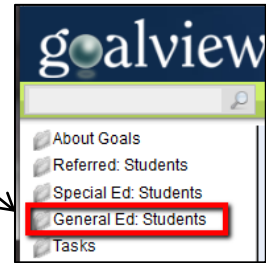 goalview
About Goals
Referred: Students
Special Ed: Students
General Ed: Students
Tasks